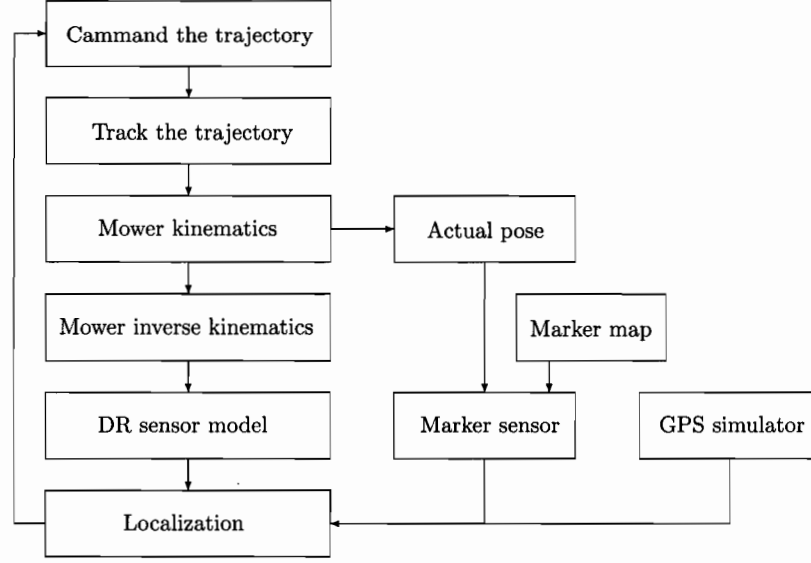 Cammand the trajectory
Track the trajectory
Mower kinematics
Actual pose
Mower inverse kinematics
Marker map
DR sensor model
Marker sensor
GPS simulator
Localization